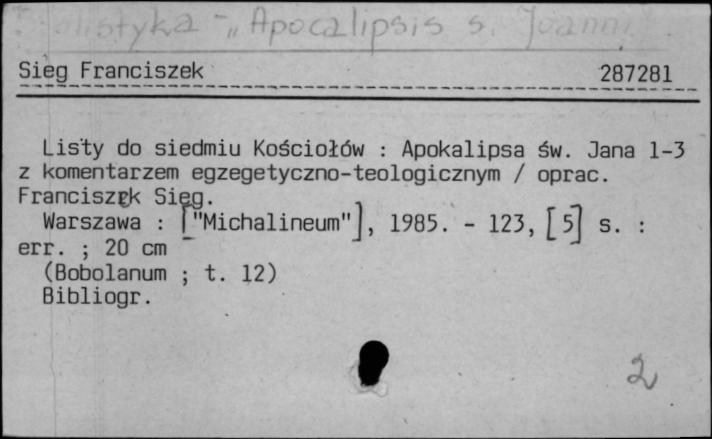 "Apocalipsis s. Joanni
Sieg Franciszek 287281
Listy do siedmiu Kościołów : Apokalipsa św. Jana 1-3
z komentarzem egzegetyczno-teologicznym / oprac.
Franciszek Sieg.
Warszawa : ["Michalineum"], 1985. - 123, [5] s. :
err. ; 20 cm
(Bobolanum ; t. 12)
Bibliogr.
2